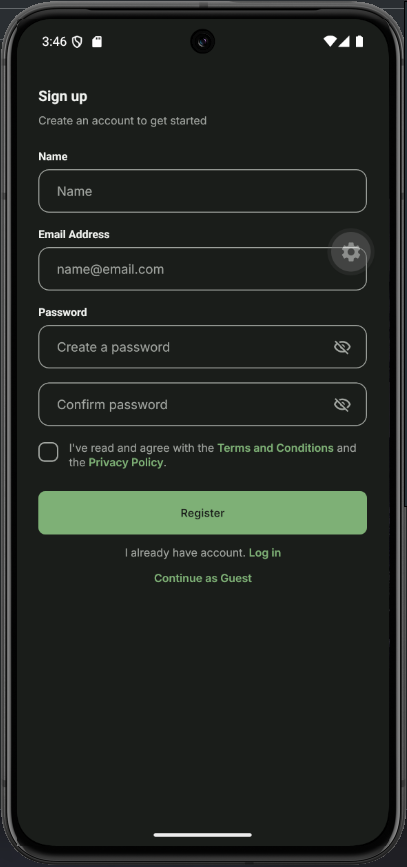 3:46
Sign up
Create an account to get started
Name
Name
Email Address
name@email.com
Password
Create a password
Confirm password
I've read and agree with the Terms and Conditions and
the Privacy Policy.
Register
I already have account. Log in
Continue as Guest